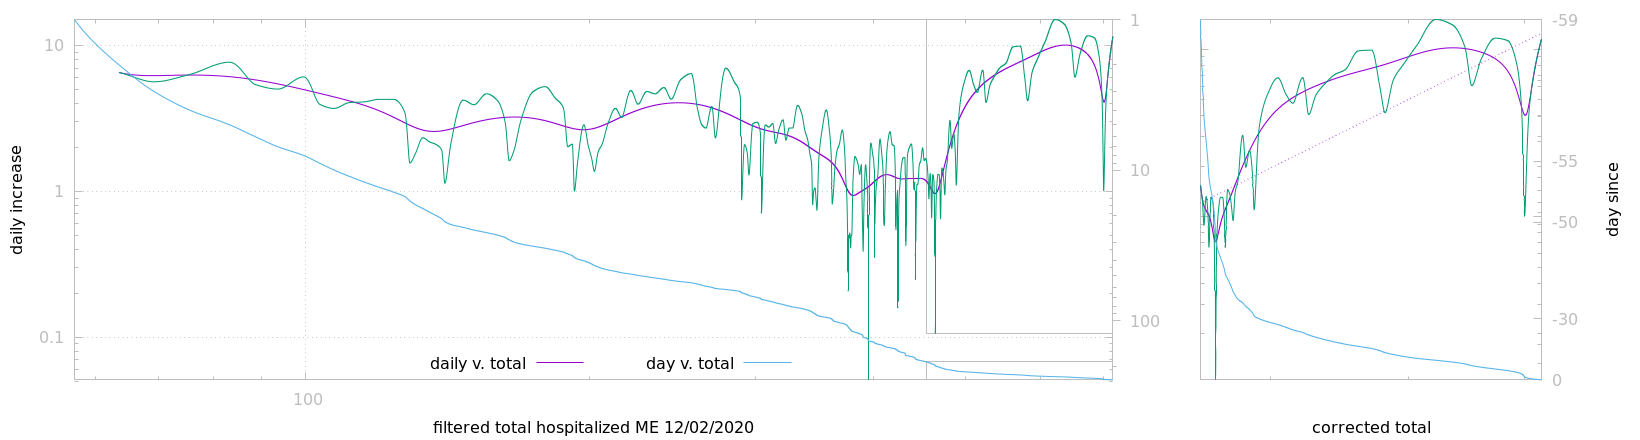 10
1
0.1
daily increase
daily v. total
day v. total
100
filtered total hospitalized ME 12/02/2020
1
10
100
-59
-55
-50
-30
0
day since
corrected total